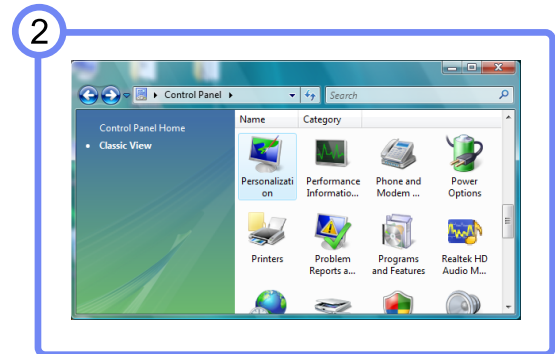 2
Control Panel
Search
Control Panel Home
Classic View
Name Category
Personalizati
on
Performance
Informatio...
Phone and
Modem ...
Power
Options
Printers
Problem
Reports a...
Programs
and Features
Realtek HD
Audio M...